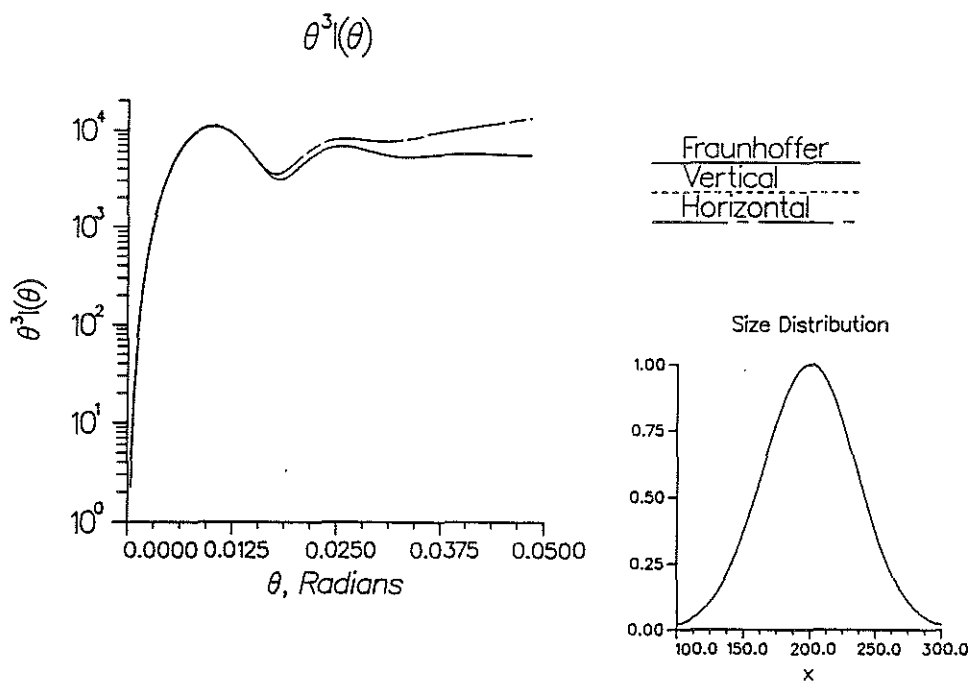 θ³I(θ)
θ³I(θ)
10⁴
10³
10²
10¹
10⁰
0.0000 0.0125 0.0250 0.0375 0.0500
θ, Radians
Fraunhoffer
Vertical
Horizontal
Size Distribution
1.00
0.75
0.50
0.25
0.00
100.0 150.0 200.0 250.0 300.0
x